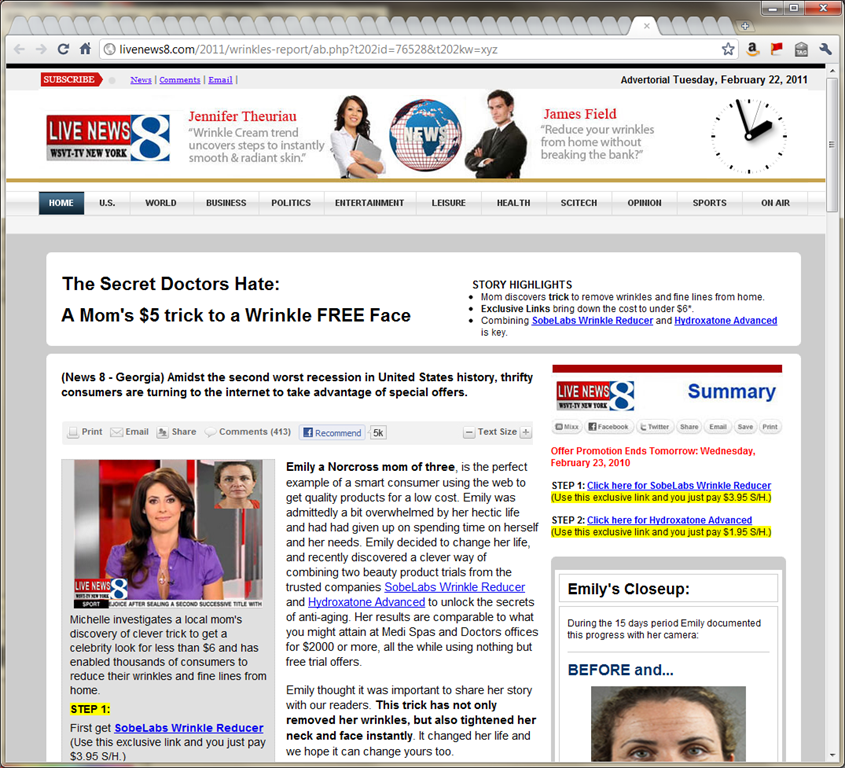 livenews8.com/2011/wrinkles-report/ab.php?t202id=76528&t202kw=xyz
SUBSCRIBE
News | Comments | Email |
Advertorial Tuesday, February 22, 2011
LIVE NEWS 8
WSVT-TV NEW YORK
Jennifer Theuriau
“Wrinkle Cream trend
uncovers steps to instantly
smooth & radiant skin.”
NEWS
James Field
“Reduce your wrinkles
from home without
breaking the bank?”
HOME U.S. WORLD BUSINESS POLITICS ENTERTAINMENT LEISURE HEALTH SCITECH OPINION SPORTS ON AIR
The Secret Doctors Hate:
A Mom's $5 trick to a Wrinkle FREE Face
STORY HIGHLIGHTS
Mom discovers trick to remove wrinkles and fine lines from home.
Exclusive Links bring down the cost to under $6*.
Combining SobeLabs Wrinkle Reducer and Hydroxatone Advanced
is key.
(News 8 - Georgia) Amidst the second worst recession in United States history, thrifty
consumers are turning to the internet to take advantage of special offers.
Print Email Share Comments (413) Recommend 5k Text Size
LIVE NEWS 8
WSVT-TV NEW YORK
SPORT EJOICE AFTER SEALING A SECOND SUCCESSIVE TITLE WITH
Michelle investigates a local mom's
discovery of clever trick to get a
celebrity look for less than $6 and has
enabled thousands of consumers to
reduce their wrinkles and fine lines from
home.
STEP 1:
First get SobeLabs Wrinkle Reducer
(Use this exclusive link and you just pay
$3.95 S/H.)
Emily a Norcross mom of three, is the perfect
example of a smart consumer using the web to
get quality products for a low cost. Emily was
admittedly a bit overwhelmed by her hectic life
and had had given up on spending time on herself
and her needs. Emily decided to change her life,
and recently discovered a clever way of
combining two beauty product trials from the
trusted companies SobeLabs Wrinkle Reducer
and Hydroxatone Advanced to unlock the secrets
of anti-aging. Her results are comparable to what
you might attain at Medi Spas and Doctors offices
for $2000 or more, all the while using nothing but
free trial offers.
Emily thought it was important to share her story
with our readers. This trick has not only
removed her wrinkles, but also tightened her
neck and face instantly. It changed her life and
we hope it can change yours too.
LIVE NEWS 8
WSVT-TV NEW YORK
Summary
Mixx Facebook Twitter Share Email Save Print
Offer Promotion Ends Tomorrow: Wednesday,
February 23, 2010
STEP 1: Click here for SobeLabs Wrinkle Reducer
(Use this exclusive link and you just pay $3.95 S/H.)
STEP 2: Click here for Hydroxatone Advanced
(Use this exclusive link and you just pay $1.95 S/H.)
Emily's Closeup:
During the 15 days period Emily documented
this progress with her camera:
BEFORE and...